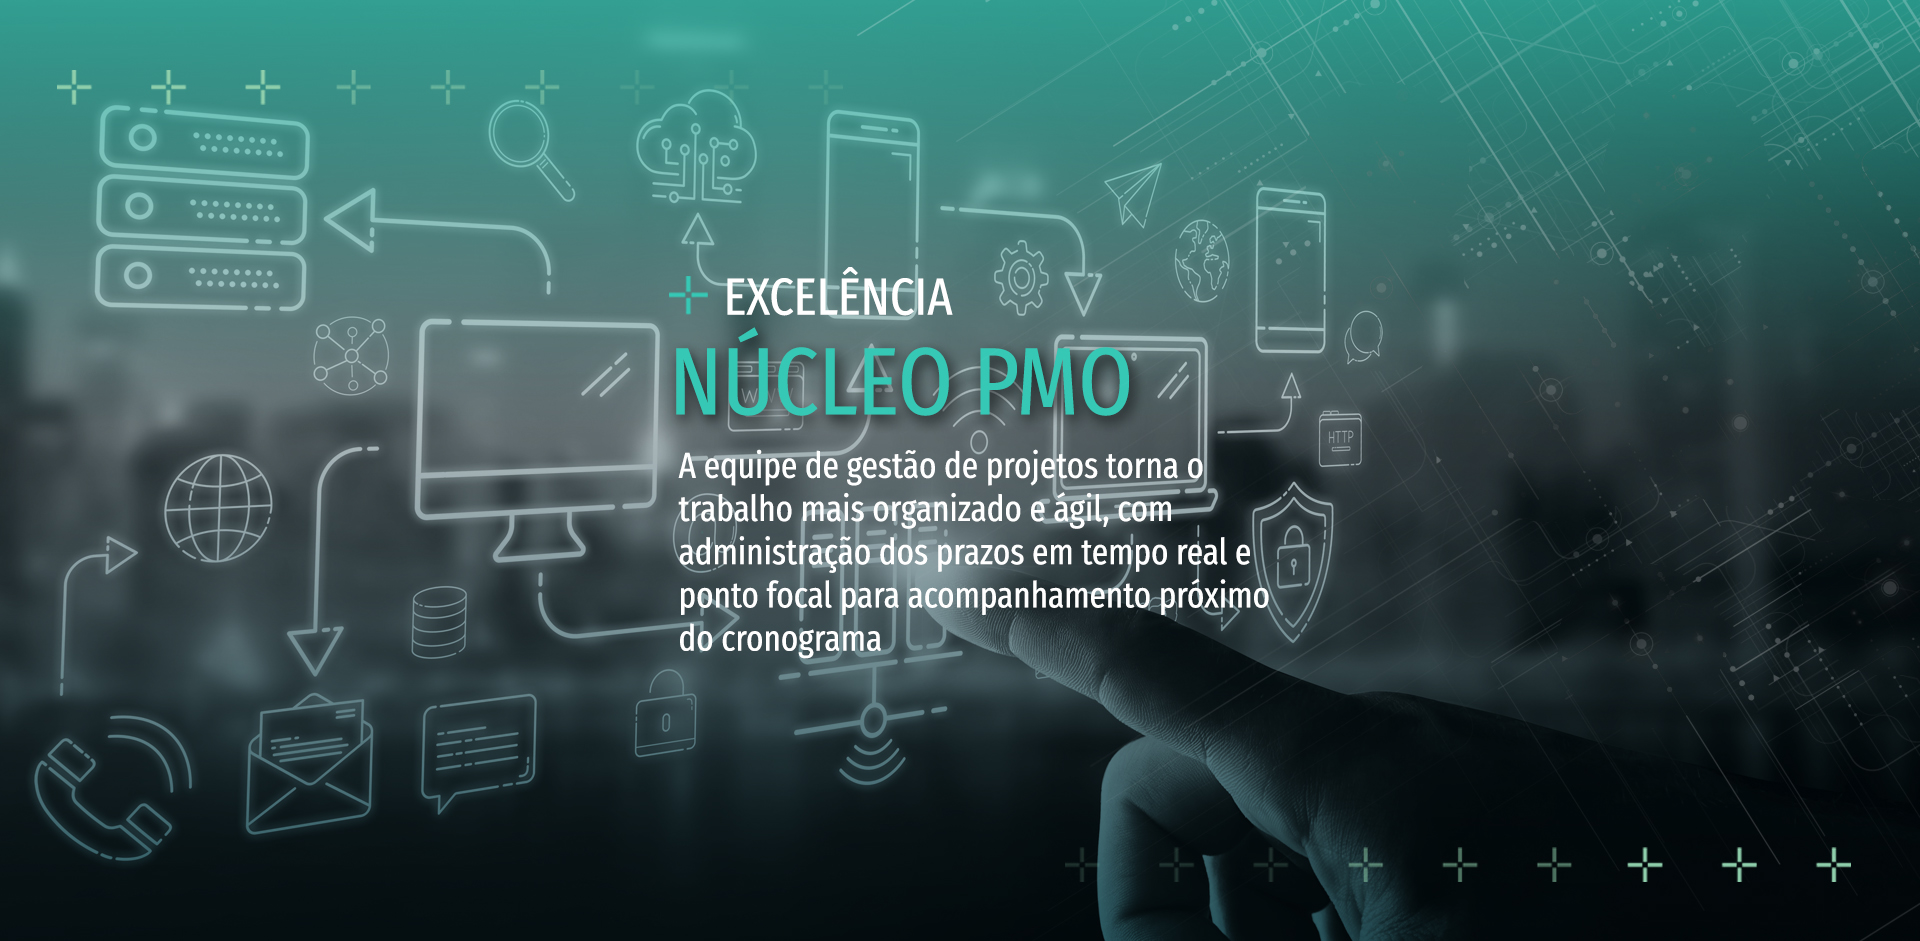 EXCELÊNCIA
NÚCLEO PMO
A equipe de gestão de projetos torna o
trabalho mais organizado e ágil, com
administração dos prazos em tempo real e
ponto focal para acompanhamento próximo
do cronograma
HTTP